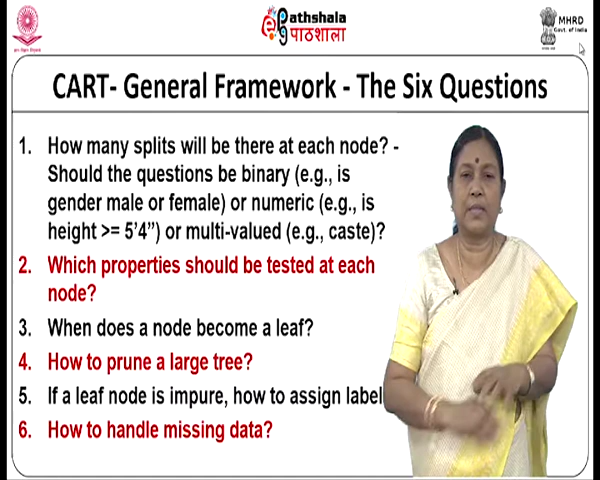 Pathshala
पाठशाला
MHRD
Govt. of India
CART- General Framework - The Six Questions
1. How many splits will be there at each node? -
Should the questions be binary (e.g., is
gender male or female) or numeric (e.g., is
height >= 5’4”) or multi-valued (e.g., caste)?
2. Which properties should be tested at each
node?
3. When does a node become a leaf?
4. How to prune a large tree?
5. If a leaf node is impure, how to assign label
6. How to handle missing data?